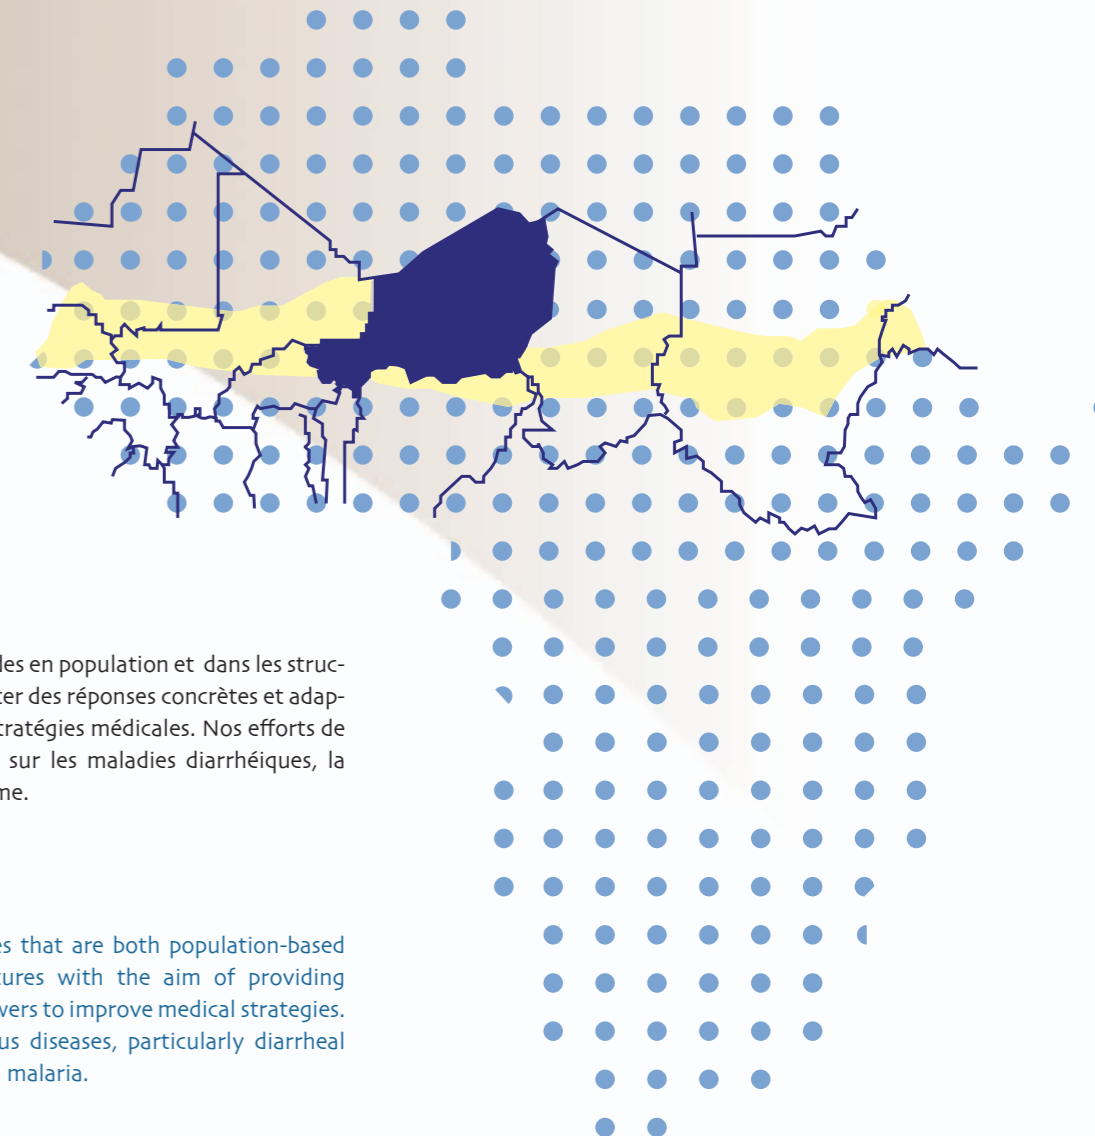 les en population et dans les struc-
ter des réponses concrètes et adap-
tratégies médicales. Nos efforts de
sur les maladies diarrhéiques, la
me.
es that are both population-based
tures with the aim of providing
wers to improve medical strategies.
us diseases, particularly diarrheal
malaria.